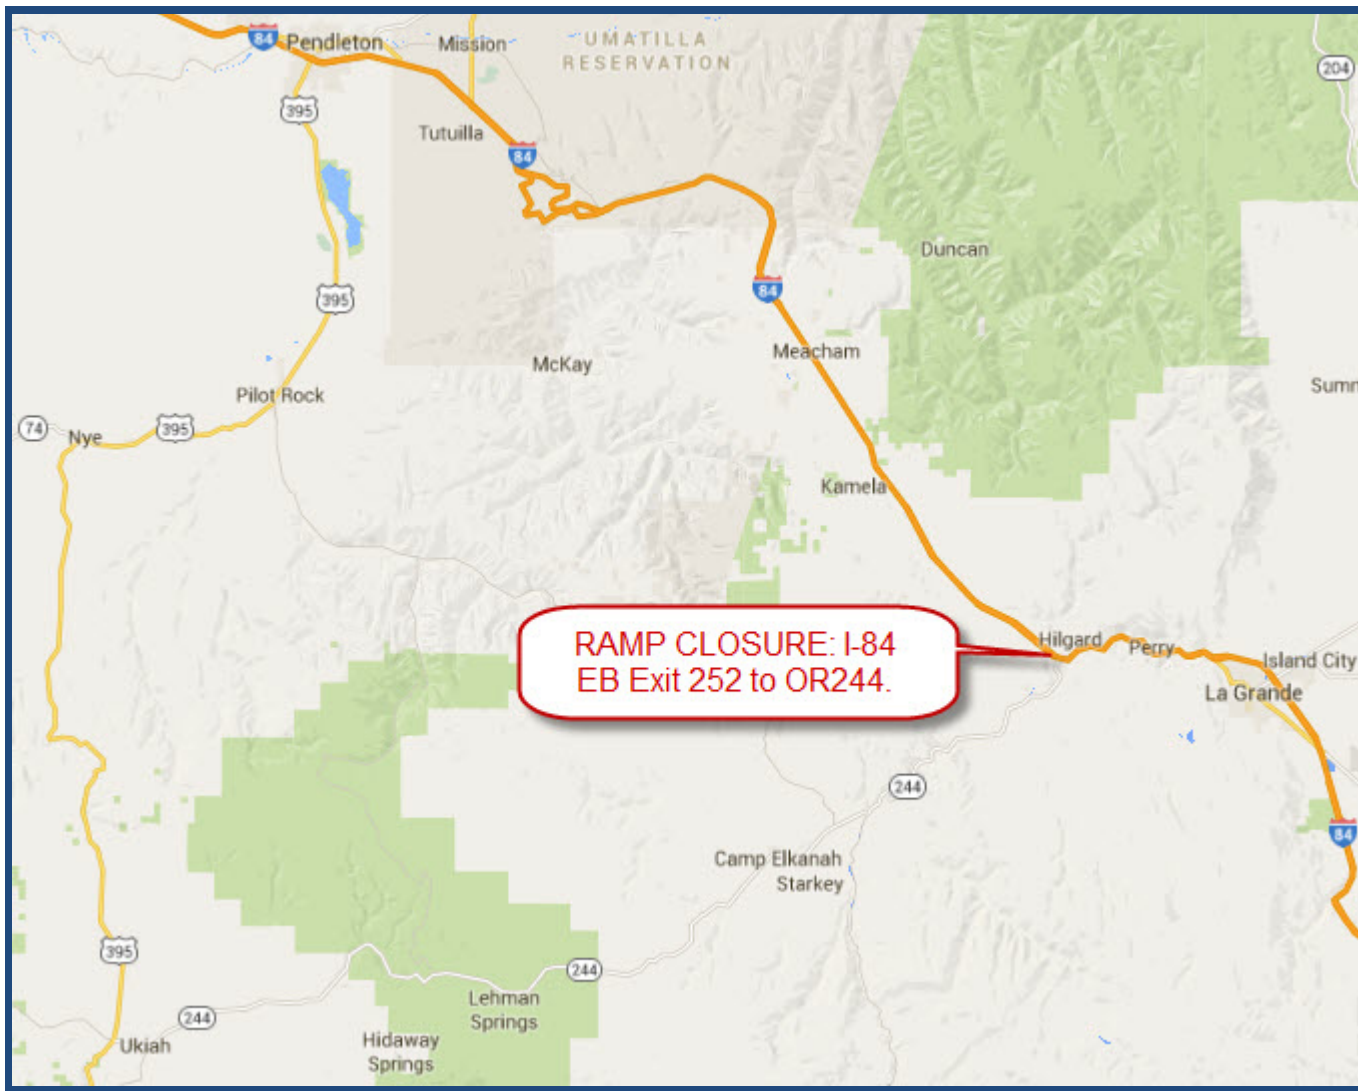 84
Pendleton
Mission
UMATILLA
RESERVATION
204
395
Tutuilla
84
Duncan
84
395
Meacham
McKay
Pilot Rock
Sumn
74
Nye
395
Kamela
RAMP CLOSURE: I-84
EB Exit 252 to OR244.
Hilgard
Perry
Island City
La Grande
244
84
Camp Elkanah
Starkey
395
244
Lehman
Springs
244
Ukiah
Hidaway
Springs